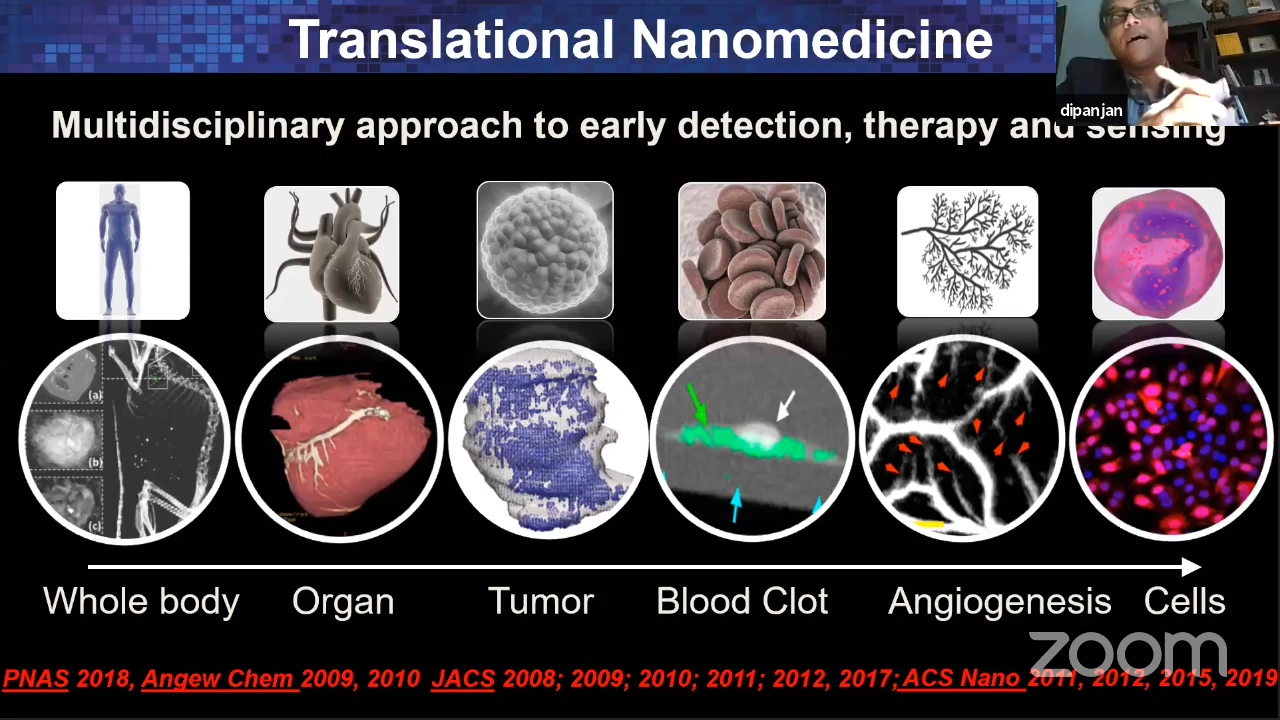 Translational Nanomedicine
dipanjan
Multidisciplinary approach to early detection, therapy and sensing
(a)
(b)
(c)
Whole body
Organ
Tumor
Blood Clot
Angiogenesis
Cells
zoom
PNAS 2018, Angew Chem 2009, 2010 JACS 2008; 2009; 2010; 2011; 2012, 2017; ACS Nano 2011, 2012, 2015, 2019